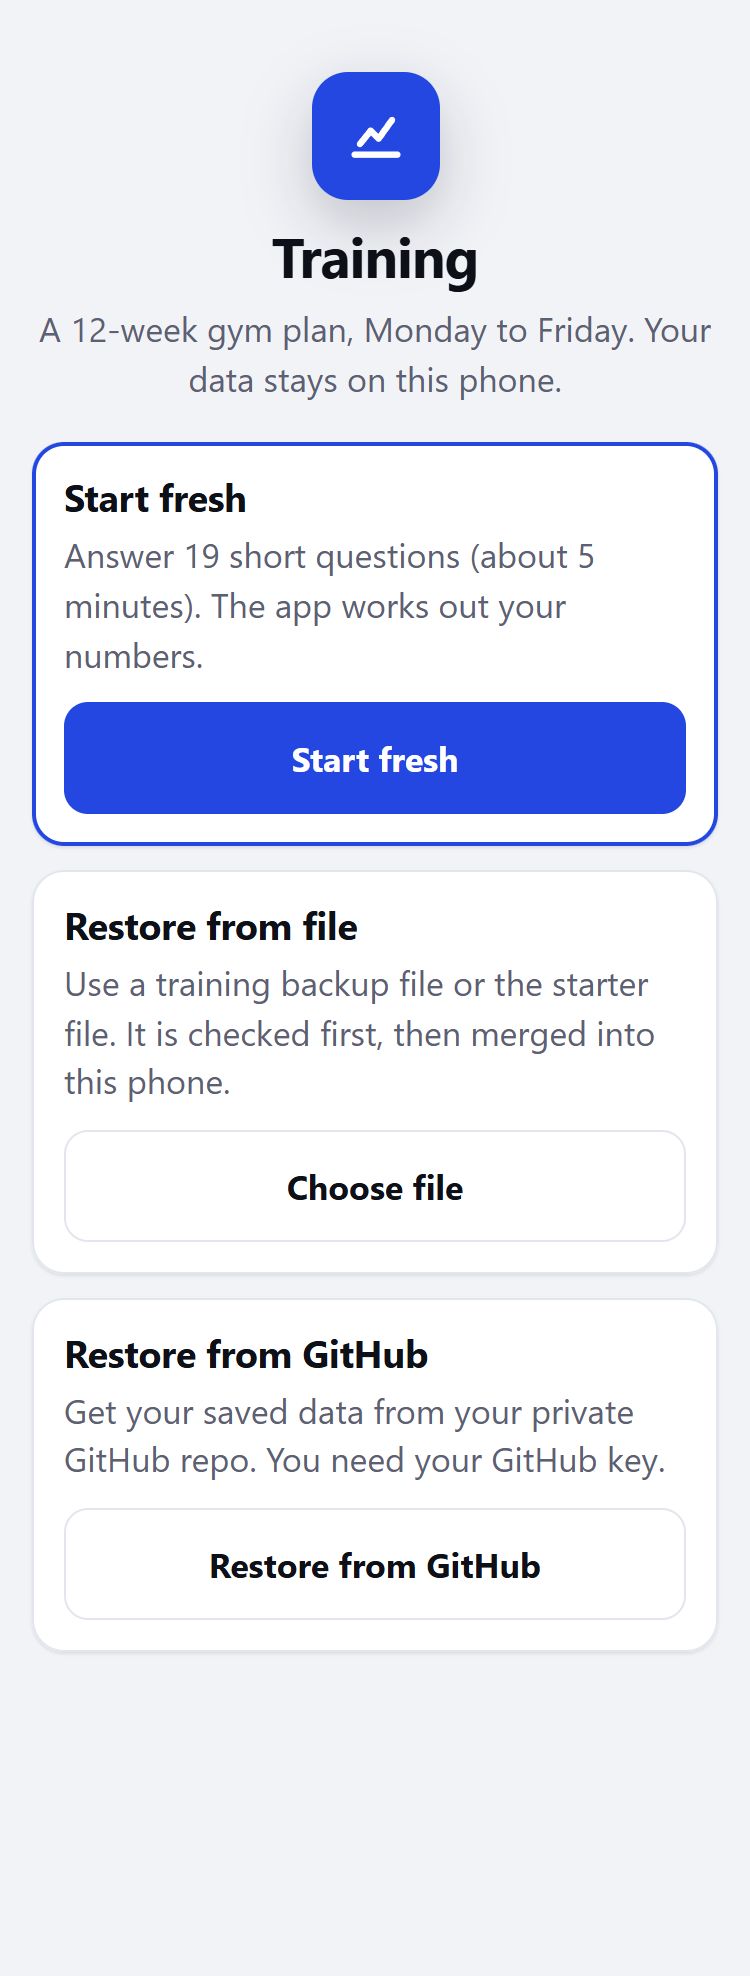 Training
A 12-week gym plan, Monday to Friday. Your
data stays on this phone.
Start fresh
Answer 19 short questions (about 5
minutes). The app works out your
numbers.
Start fresh
Restore from file
Use a training backup file or the starter
file. It is checked first, then merged into
this phone.
Choose file
Restore from GitHub
Get your saved data from your private
GitHub repo. You need your GitHub key.
Restore from GitHub